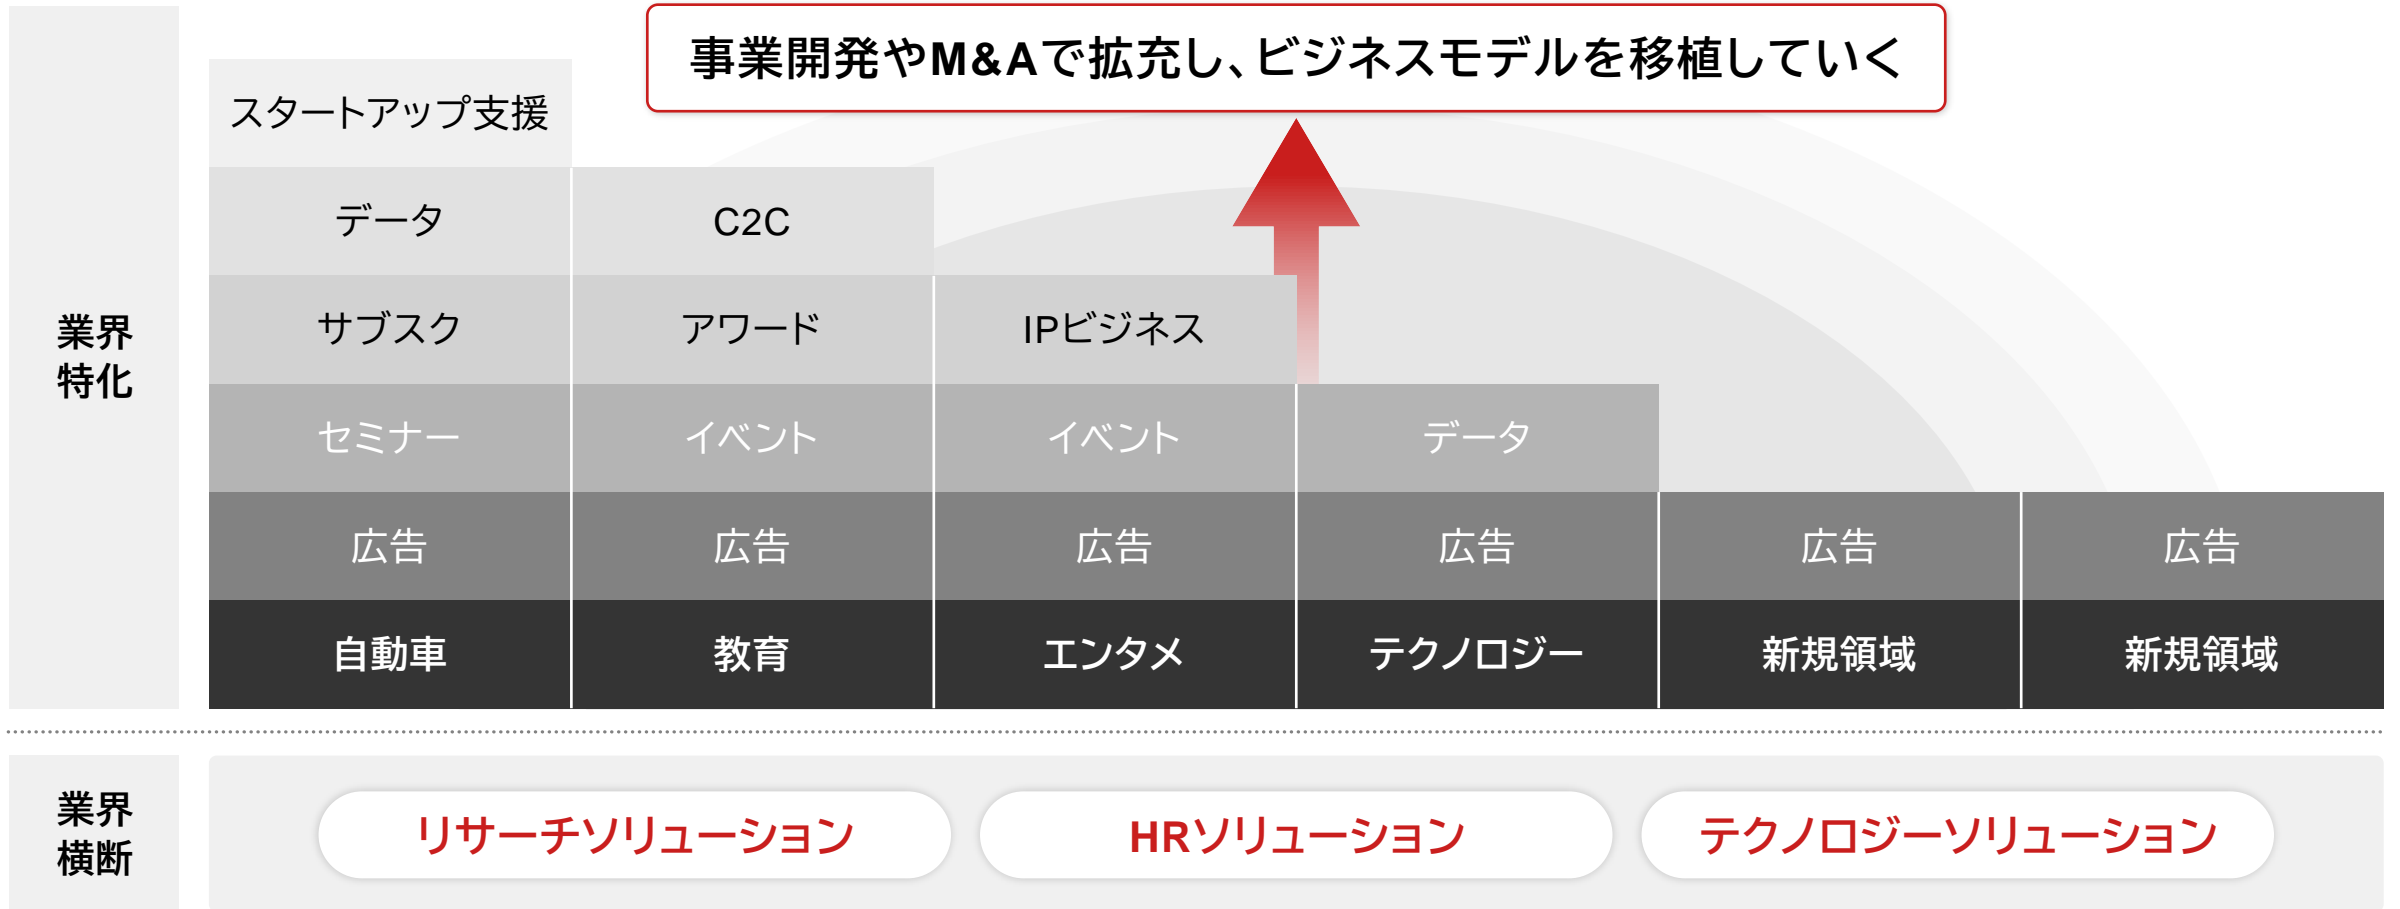 事業開発やM&Aで拡充し、ビジネスモデルを移植していく
業界
特化
スタートアップ支援
データ
C2C
サブスク
アワード
IPビジネス
セミナー
イベント
イベント
データ
広告
広告
広告
広告
広告
広告
自動車
教育
エンタメ
テクノロジー
新規領域
新規領域
業界
横断
リサーチソリューション
HRソリューション
テクノロジーソリューション